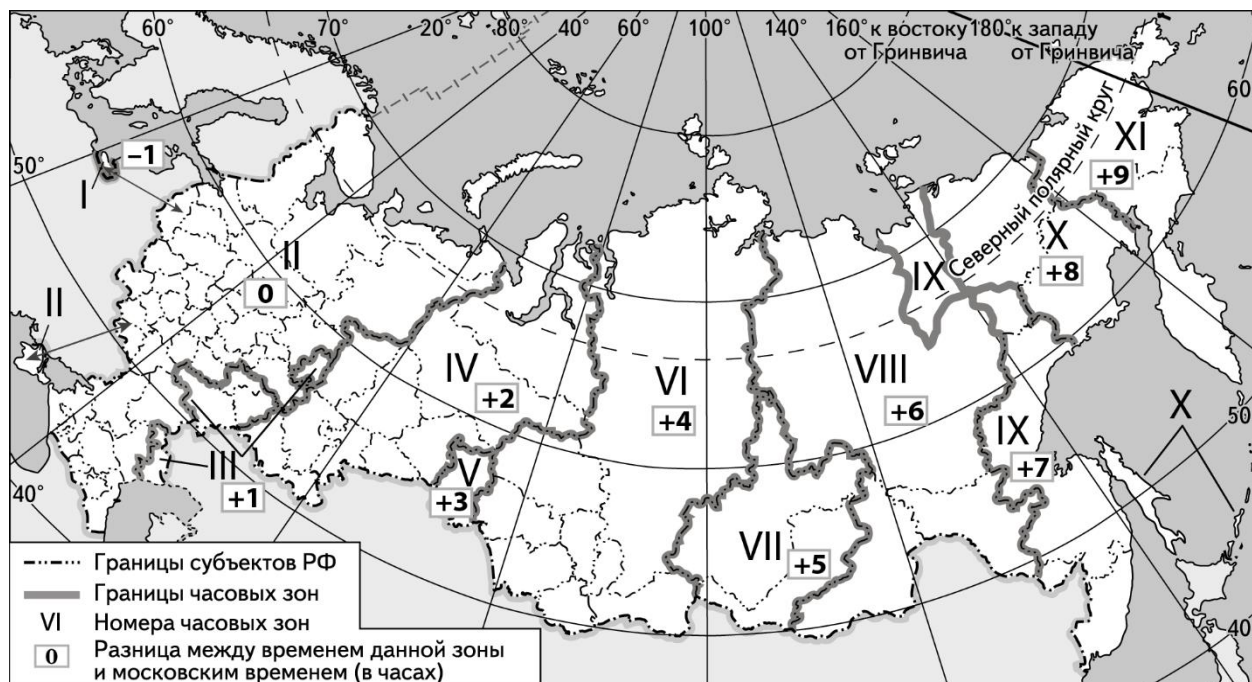 60° 70° 20° 80° 60° 100° 140° 160° к востоку 180° к западу
от Гринвича от Гринвича
60°
50°
40°
50°
40°
Северный полярный круг
I
−1
II
II
0
III
+1
IV
+2
V
+3
VI
+4
VII
+5
VIII
+6
IX
IX
+7
X
+8
X
XI
+9
Границы субъектов РФ
Границы часовых зон
VI Номера часовых зон
0 Разница между временем данной зоны
и московским временем (в часах)